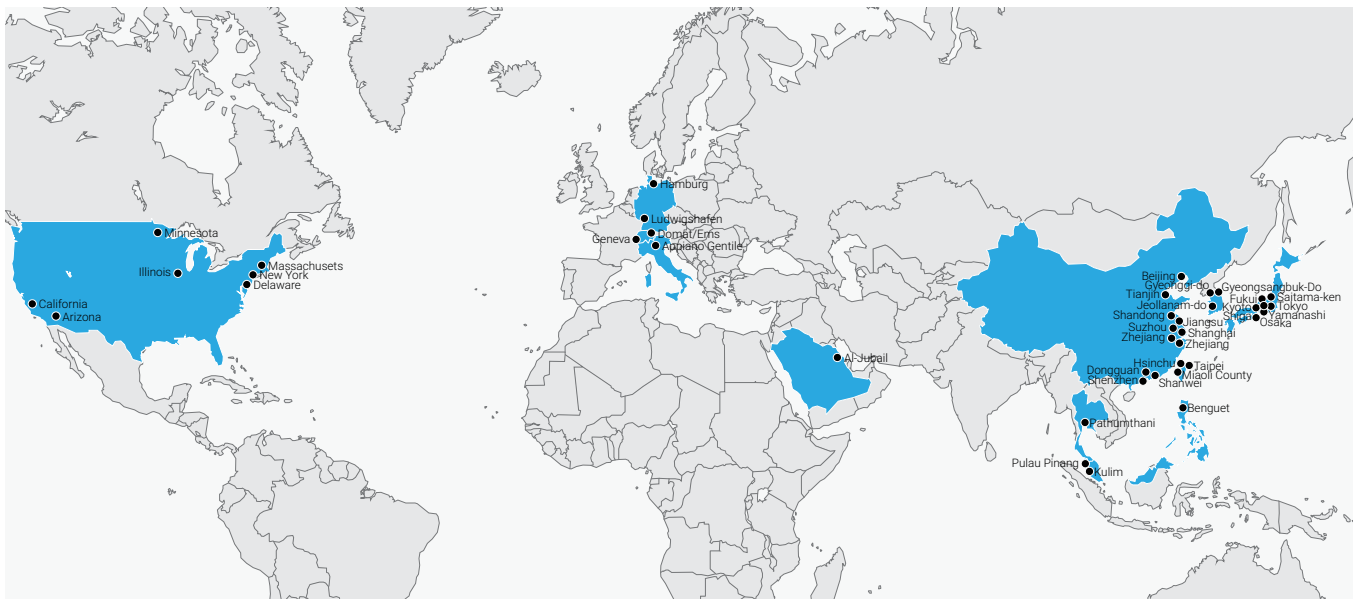 Minnesota
Illinois
Massachusets
New York
Delaware
California
Arizona
Hamburg
Ludwigshafen
Domat/Ems
Geneva
Appiano Gentile
Al-Jubail
Beijing
Gyeonggi-do
Gyeongsangbuk-Do
Tianjin
Fukui
Saitama-ken
Jeollanam-do
Kyoto
Tokyo
Shandong
Shiga
Yamanashi
Jiangsu
Osaka
Suzhou
Shanghai
Zhejiang
Zhejiang
Hsinchu
Taipei
Dongguan
Miaoli County
Shenzhen
Shanwei
Benguet
Pathumthani
Pulau Pinang
Kulim